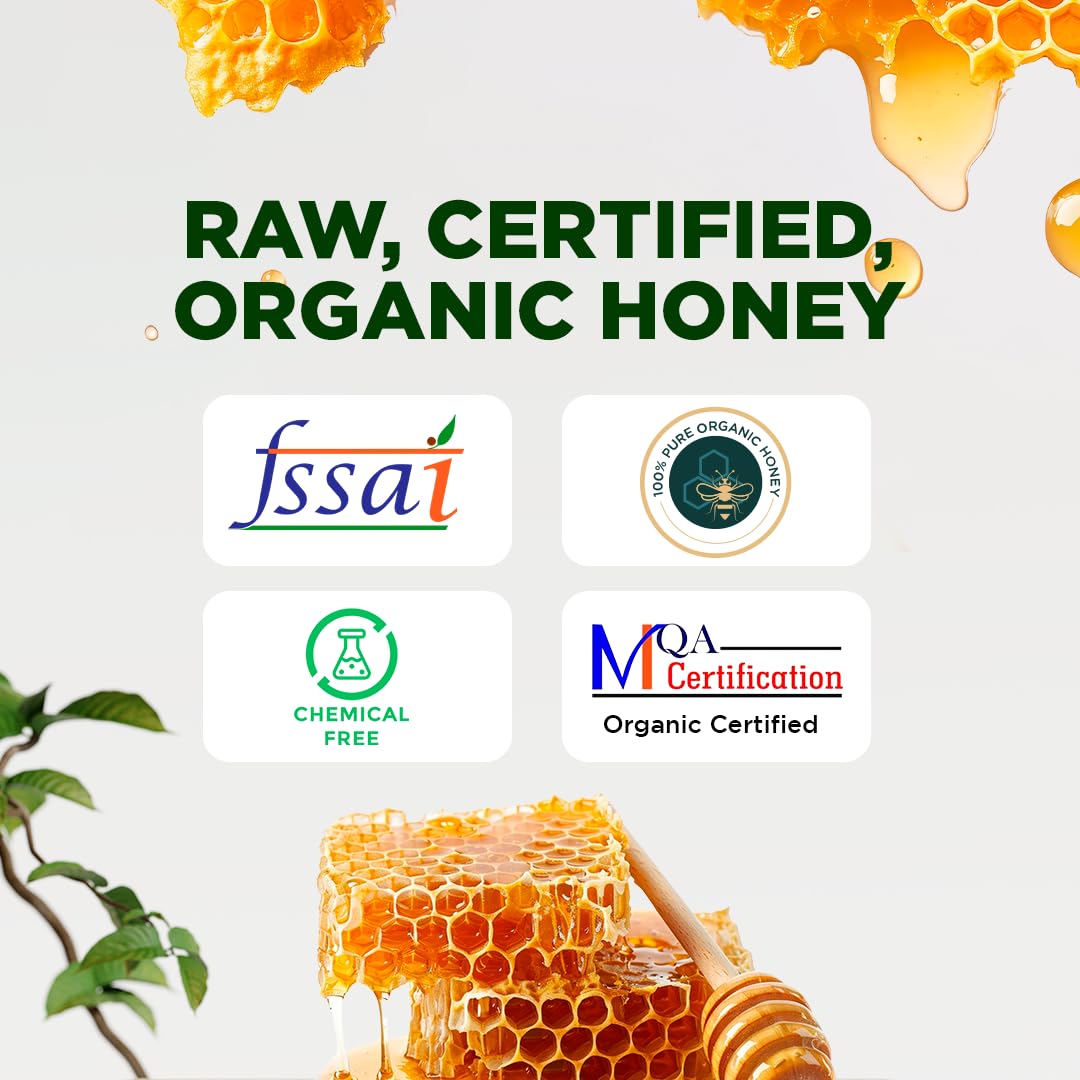 RAW, CERTIFIED,
ORGANIC HONEY
fssai
100% PURE ORGANIC HONEY
CHEMICAL
FREE
MQA
Certification
Organic Certified